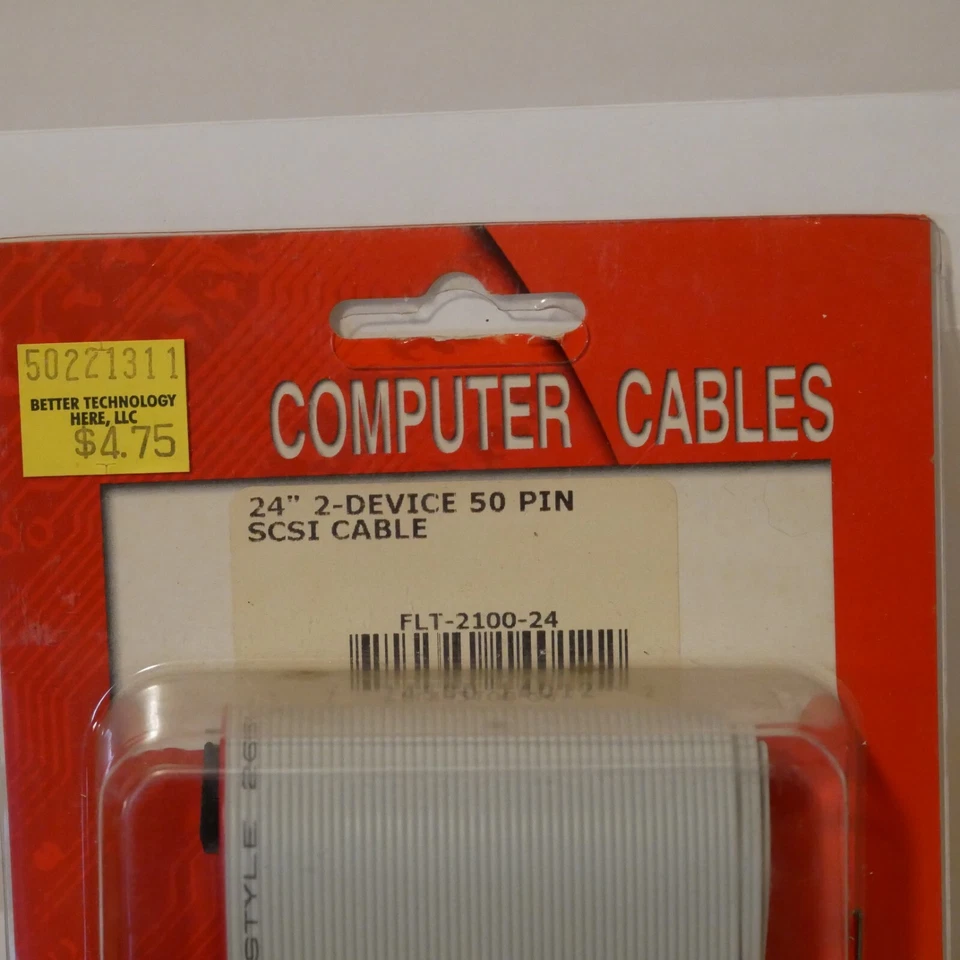 50221311
BETTER TECHNOLOGY
HERE, LLC
$4.75
COMPUTER CABLES
24" 2-DEVICE 50 PIN
SCSI CABLE
FLT-2100-24
STYLE